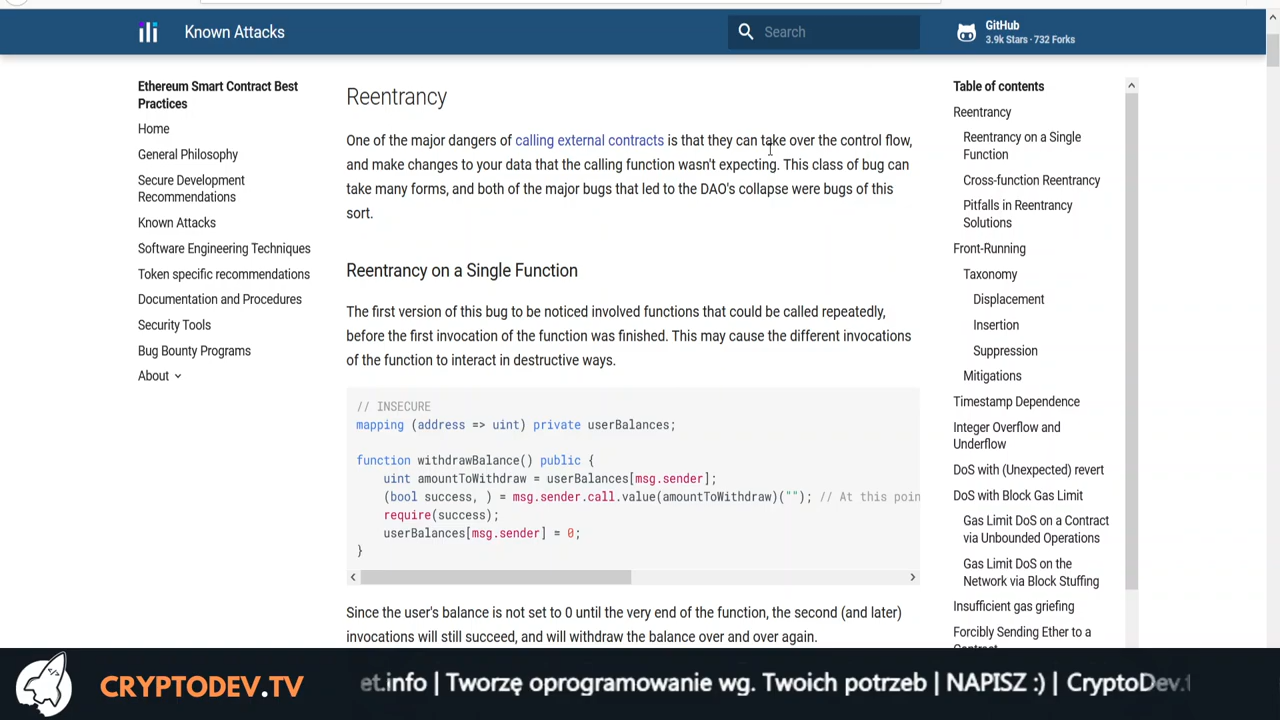 Known Attacks
Search
GitHub
3.9k Stars · 732 Forks
Ethereum Smart Contract Best
Practices
Home
General Philosophy
Secure Development
Recommendations
Known Attacks
Software Engineering Techniques
Token specific recommendations
Documentation and Procedures
Security Tools
Bug Bounty Programs
About
Reentrancy
One of the major dangers of calling external contracts is that they can take over the control flow,
and make changes to your data that the calling function wasn't expecting. This class of bug can
take many forms, and both of the major bugs that led to the DAO's collapse were bugs of this
sort.
Reentrancy on a Single Function
The first version of this bug to be noticed involved functions that could be called repeatedly,
before the first invocation of the function was finished. This may cause the different invocations
of the function to interact in destructive ways.
// INSECURE
mapping (address => uint) private userBalances;
function withdrawBalance() public {
uint amountToWithdraw = userBalances[msg.sender];
(bool success, ) = msg.sender.call.value(amountToWithdraw)(""); // At this poin
require(success);
userBalances[msg.sender] = 0;
}
Since the user's balance is not set to 0 until the very end of the function, the second (and later)
invocations will still succeed, and will withdraw the balance over and over again.
Table of contents
Reentrancy
Reentrancy on a Single
Function
Cross-function Reentrancy
Pitfalls in Reentrancy
Solutions
Front-Running
Taxonomy
Displacement
Insertion
Suppression
Mitigations
Timestamp Dependence
Integer Overflow and
Underflow
DoS with (Unexpected) revert
DoS with Block Gas Limit
Gas Limit DoS on a Contract
via Unbounded Operations
Gas Limit DoS on the
Network via Block Stuffing
Insufficient gas griefing
Forcibly Sending Ether to a
Contract
CRYPTODEV.TV
et.info | Tworzę oprogramowanie wg. Twoich potrzeb | NAPISZ :) | CryptoDev.t